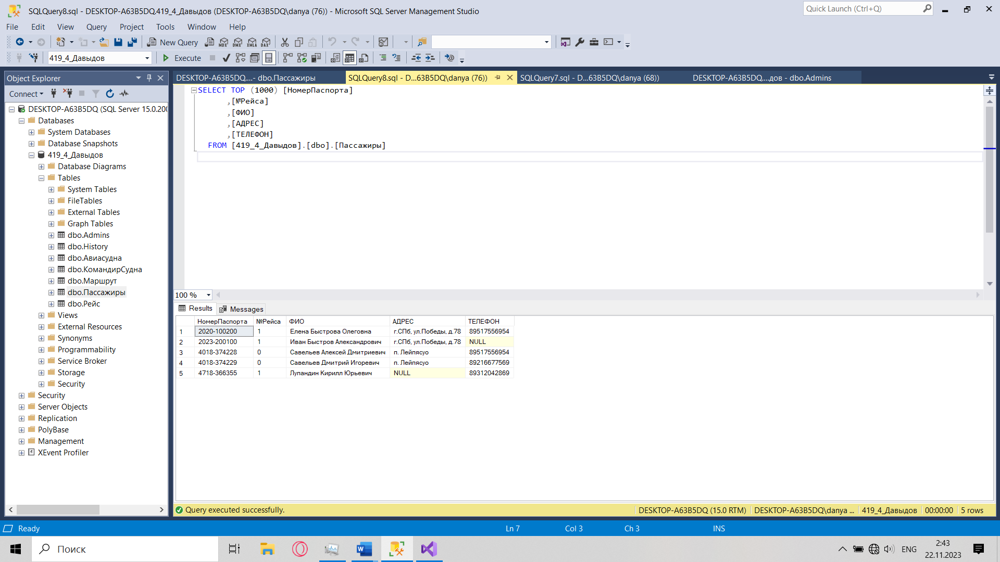 SQLQuery8.sql - DESKTOP-A63B5DQ.419_4_Давыдов (DESKTOP-A63B5DQ\danya (76)) - Microsoft SQL Server Management Studio
Quick Launch (Ctrl+Q)
File Edit View Query Project Tools Window Help
New Query MDX DMX XMLA DAX
419_4_Давыдов Execute
Object Explorer
Connect
DESKTOP-A63B5DQ (SQL Server 15.0.200
Databases
System Databases
Database Snapshots
419_4_Давыдов
Database Diagrams
Tables
System Tables
FileTables
External Tables
Graph Tables
dbo.Admins
dbo.History
dbo.Авиасудна
dbo.КомандирСудна
dbo.Маршрут
dbo.Пассажиры
dbo.Рейс
Views
External Resources
Synonyms
Programmability
Service Broker
Storage
Security
Security
Server Objects
Replication
PolyBase
Management
XEvent Profiler
DESKTOP-A63B5DQ....- dbo.Пассажиры SQLQuery8.sql - D...63B5DQ\danya (76)) SQLQuery7.sql - D...63B5DQ\danya (68)) DESKTOP-A63B5DQ....дов - dbo.Admins
SELECT TOP (1000) [НомерПаспорта]
,[№Рейса]
,[ФИО]
,[АДРЕС]
,[ТЕЛЕФОН]
FROM [419_4_Давыдов].[dbo].[Пассажиры]
100 %
Results Messages
НомерПаспорта №Рейса ФИО АДРЕС ТЕЛЕФОН
1 2020-100200 1 Елена Быстрова Олеговна г.СПб, ул.Победы, д.78 89517556954
2 2023-200100 1 Иван Быстров Александрович г.СПб, ул.Победы, д.78 NULL
3 4018-374228 0 Савельев Алексей Дмитриевич п. Лейпясуо 89517556954
4 4018-374229 0 Савельев Дмитрий Игоревич п. Лейпясуо 89216677569
5 4718-366355 1 Лупандин Кирилл Юрьевич NULL 89312042869
Query executed successfully. DESKTOP-A63B5DQ (15.0 RTM) DESKTOP-A63B5DQ\danya ... 419_4_Давыдов 00:00:00 5 rows
Ready Ln 7 Col 3 Ch 3 INS
Поиск
ENG
2:43
22.11.2023